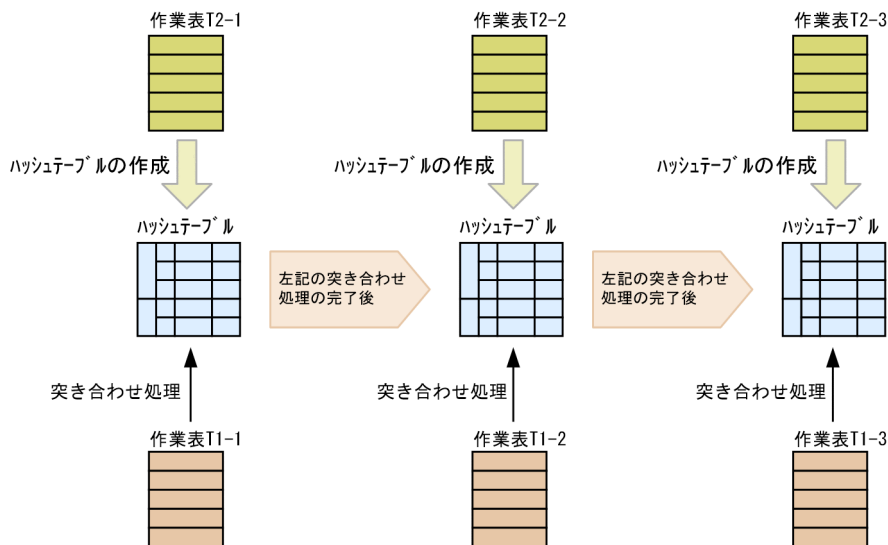 作業表T2-1
作業表T2-2
作業表T2-3
ハッシュテーブルの作成
ハッシュテーブルの作成
ハッシュテーブルの作成
ハッシュテーブル
ハッシュテーブル
ハッシュテーブル
左記の突き合わせ
処理の完了後
左記の突き合わせ
処理の完了後
突き合わせ処理
突き合わせ処理
突き合わせ処理
作業表T1-1
作業表T1-2
作業表T1-3